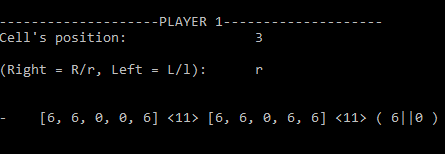 --------------------PLAYER 1--------------------
Cell's position: 3
(Right = R/r, Left = L/l): r
- [6, 6, 0, 0, 6] <11> [6, 6, 0, 6, 6] <11> ( 6||0 )